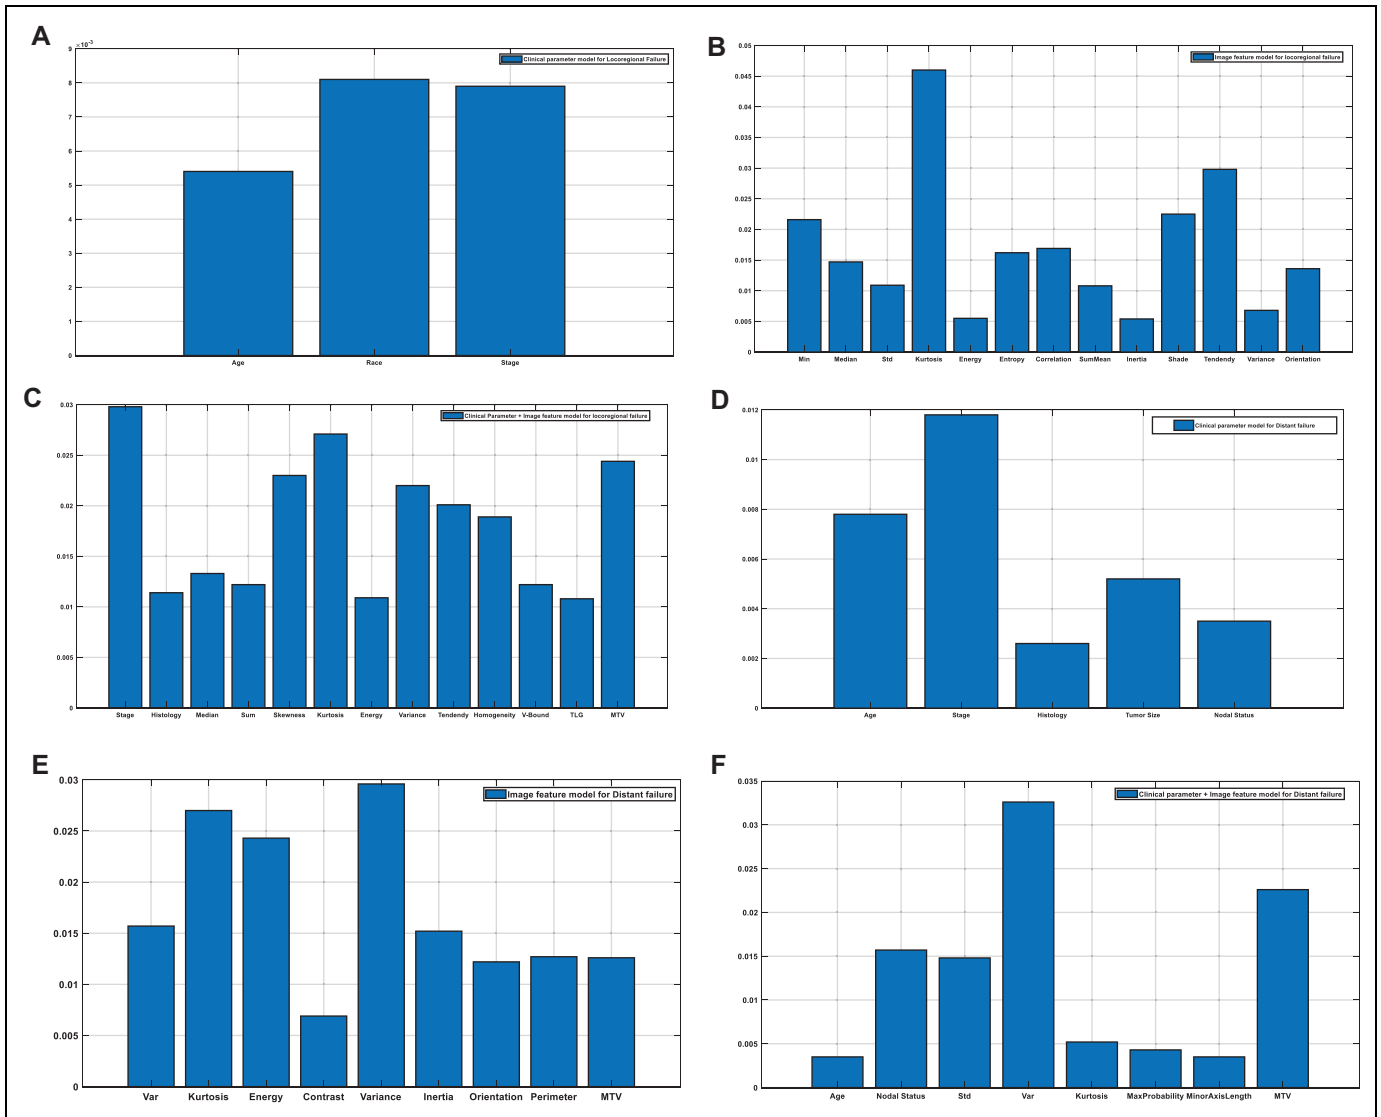 A
×10-3
9
8
7
6
5
4
3
2
1
0
Clinical parameter model for Locoregional Failure
Age Race Stage
B
0.05
0.045
0.04
0.035
0.03
0.025
0.02
0.015
0.01
0.005
0
Image feature model for locoregional failure
Min Median Std Kurtosis Energy Entropy Correlation SumMean Inertia Shade Tendendy Variance Orientation
C
0.03
0.025
0.02
0.015
0.01
0.005
0
Clinical Parameter + Image feature model for locoregional failure
Stage Histology Median Sum Skewness Kurtosis Energy Variance Tendendy Homogeneity V-Bound TLG MTV
D
0.012
0.01
0.008
0.006
0.004
0.002
0
Clinical parameter model for Distant failure
Age Stage Histology Tumor Size Nodal Status
E
0.03
0.025
0.02
0.015
0.01
0.005
0
Image feature model for Distant failure
Var Kurtosis Energy Contrast Variance Inertia Orientation Perimeter MTV
F
0.035
0.03
0.025
0.02
0.015
0.01
0.005
0
Clinical parameter + Image feature model for Distant failure
Age Nodal Status Std Var Kurtosis MaxProbability MinorAxisLength MTV